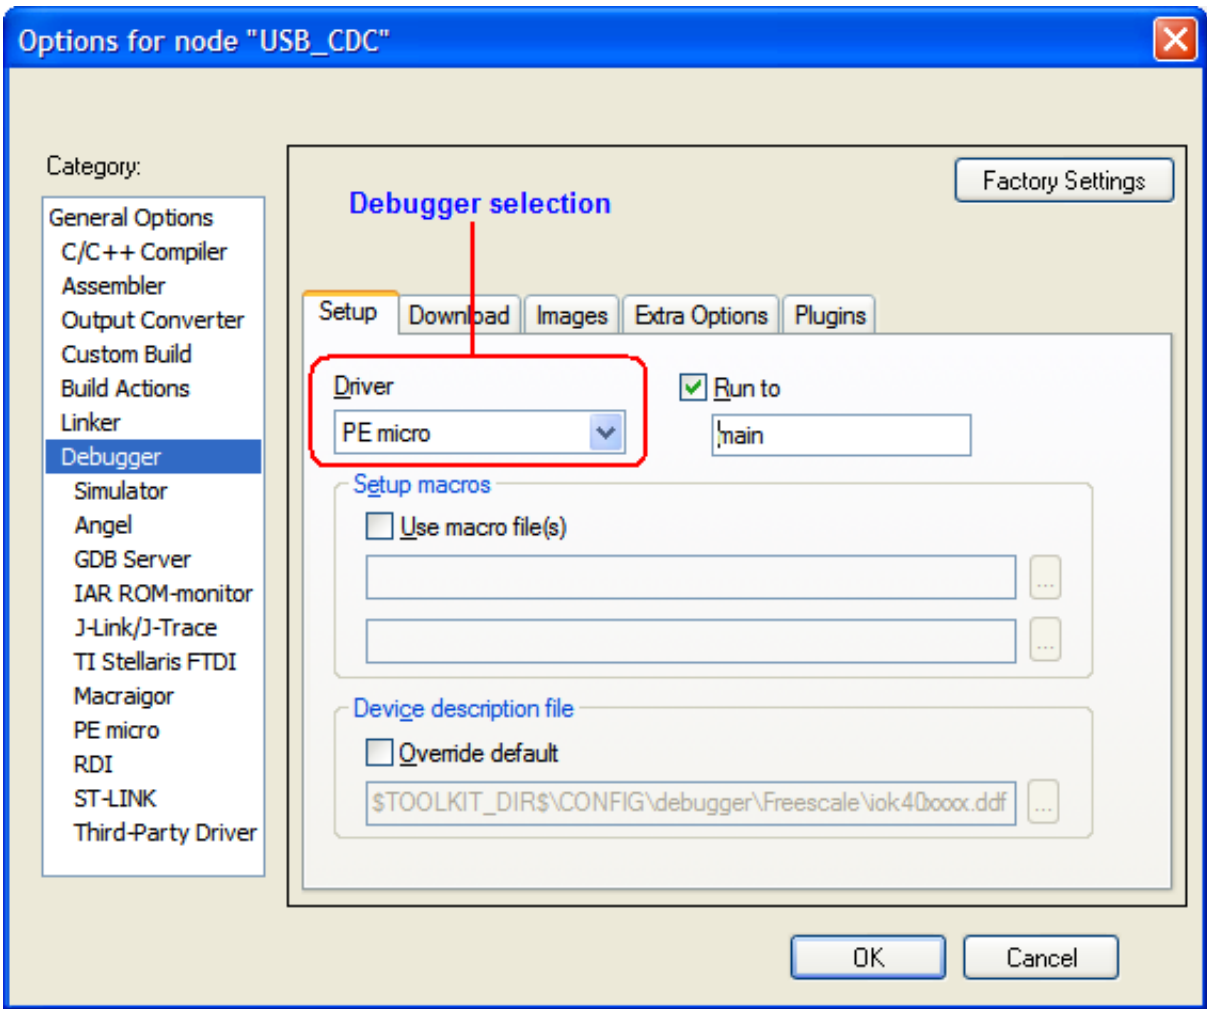 Options for node "USB_CDC"
Category:
General Options
C/C++ Compiler
Assembler
Output Converter
Custom Build
Build Actions
Linker
Debugger
Simulator
Angel
GDB Server
IAR ROM-monitor
J-Link/J-Trace
TI Stellaris FTDI
Macraigor
PE micro
RDI
ST-LINK
Third-Party Driver
Factory Settings
Debugger selection
Setup Download Images Extra Options Plugins
Driver
PE micro
Run to
main
Setup macros
Use macro file(s)
...
...
Device description file
Override default
$TOOLKIT_DIR$\CONFIG\debugger\Freescale\iok40xxxx.ddf
...
OK Cancel